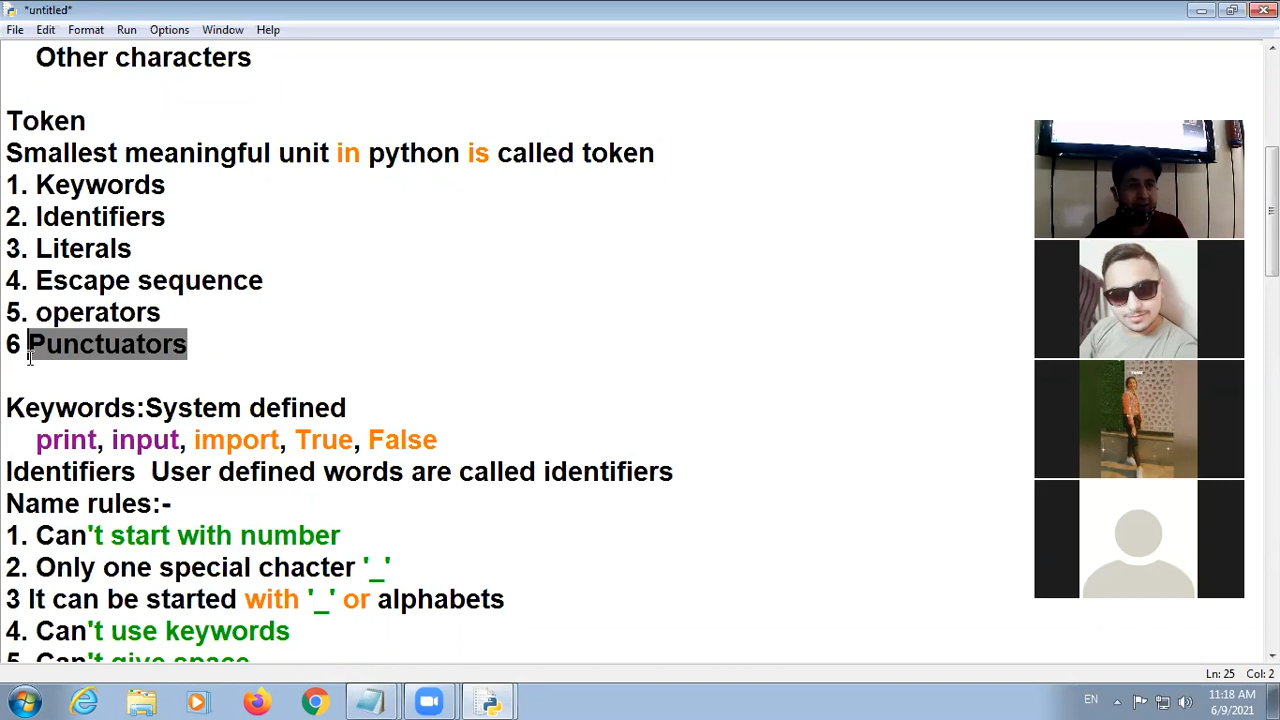 *untitled*
File Edit Format Run Options Window Help
Other characters
Token
Smallest meaningful unit in python is called token
1. Keywords
2. Identifiers
3. Literals
4. Escape sequence
5. operators
6 Punctuators
Keywords:System defined
print, input, import, True, False
Identifiers  User defined words are called identifiers
Name rules:-
1. Can't start with number
2. Only one special chacter '_'
3 It can be started with '_' or alphabets
4. Can't use keywords
5. Can't give space
Ln: 25 Col: 2
EN
11:18 AM
6/9/2021